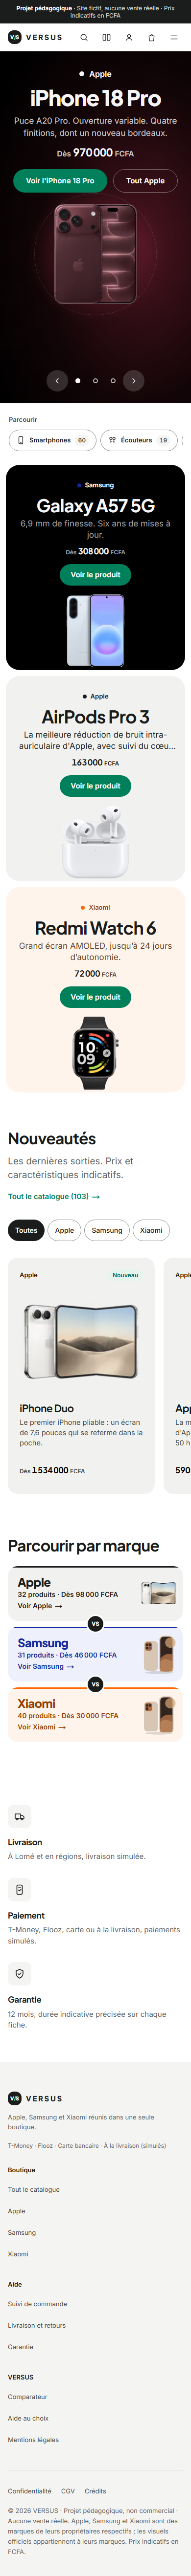 Projet pédagogique · Site fictif, aucune vente réelle · Prix
indicatifs en FCFA
V/S VERSUS
Apple
iPhone 18 Pro
Puce A20 Pro. Ouverture variable. Quatre
finitions, dont un nouveau bordeaux.
Dès 970 000 FCFA
Voir l'iPhone 18 Pro
Tout Apple
Parcourir
Smartphones 60
Écouteurs 19
Samsung
Galaxy A57 5G
6,9 mm de finesse. Six ans de mises à
jour.
Dès 308 000 FCFA
Voir le produit
Apple
AirPods Pro 3
La meilleure réduction de bruit intra-
auriculaire d'Apple, avec suivi du cœu…
163 000 FCFA
Voir le produit
Xiaomi
Redmi Watch 6
Grand écran AMOLED, jusqu'à 24 jours
d'autonomie.
72 000 FCFA
Voir le produit
Nouveautés
Les dernières sorties. Prix et
caractéristiques indicatifs.
Tout le catalogue (103) →
Toutes
Apple
Samsung
Xiaomi
Apple
Nouveau
iPhone Duo
Le premier iPhone pliable : un écran
de 7,6 pouces qui se referme dans la
poche.
Dès 1 534 000 FCFA
Parcourir par marque
Apple
32 produits · Dès 98 000 FCFA
Voir Apple →
VS
Samsung
31 produits · Dès 46 000 FCFA
Voir Samsung →
VS
Xiaomi
40 produits · Dès 30 000 FCFA
Voir Xiaomi →
Livraison
À Lomé et en régions, livraison simulée.
Paiement
T-Money, Flooz, carte ou à la livraison, paiements
simulés.
Garantie
12 mois, durée indicative précisée sur chaque
fiche.
V/S VERSUS
Apple, Samsung et Xiaomi réunis dans une seule
boutique.
T-Money · Flooz · Carte bancaire · À la livraison (simulés)
Boutique
Tout le catalogue
Apple
Samsung
Xiaomi
Aide
Suivi de commande
Livraison et retours
Garantie
VERSUS
Comparateur
Aide au choix
Mentions légales
Confidentialité
CGV
Crédits
© 2026 VERSUS · Projet pédagogique, non commercial ·
Aucune vente réelle. Apple, Samsung et Xiaomi sont des
marques de leurs propriétaires respectifs ; les visuels
officiels appartiennent à leurs marques. Prix indicatifs en
FCFA.